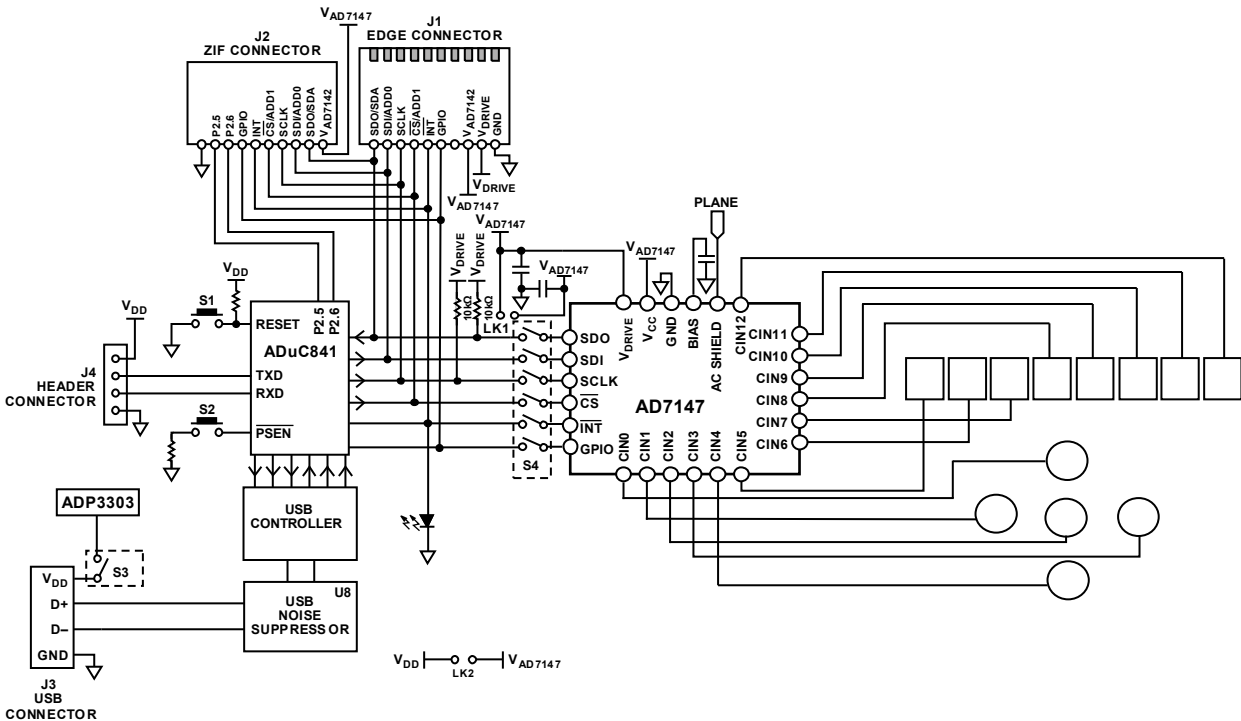 VAD7147
J2
ZIF CONNECTOR
J1
EDGE CONNECTOR
P2.5
P2.6
GPIO
INT
CS/ADD1
SCLK
SDI/ADD0
SDO/SDA
VAD7142
SDO/SDA
SDI/ADD0
SCLK
CS/ADD1
INT
GPIO
VAD7142
VDRIVE
GND
VDRIVE
VAD7147
PLANE
VAD7147
VDRIVE
VDRIVE
VAD7147
VAD7147
VDD
10kΩ
10kΩ
LK1
VDD
S1
RESET
P2.5
P2.6
ADuC841
TXD
RXD
PSEN
J4
HEADER
CONNECTOR
S2
SDO
SDI
SCLK
CS
INT
GPIO
S4
VDRIVE
VCC
GND
BIAS
AC SHIELD
CIN12
CIN11
CIN10
CIN9
CIN8
CIN7
CIN6
AD7147
CIN0
CIN1
CIN2
CIN3
CIN4
CIN5
ADP3303
USB
CONTROLLER
S3
VDD
D+
D–
GND
U8
USB
NOISE
SUPPRESSOR
VDD
LK2
VAD7147
J3
USB
CONNECTOR